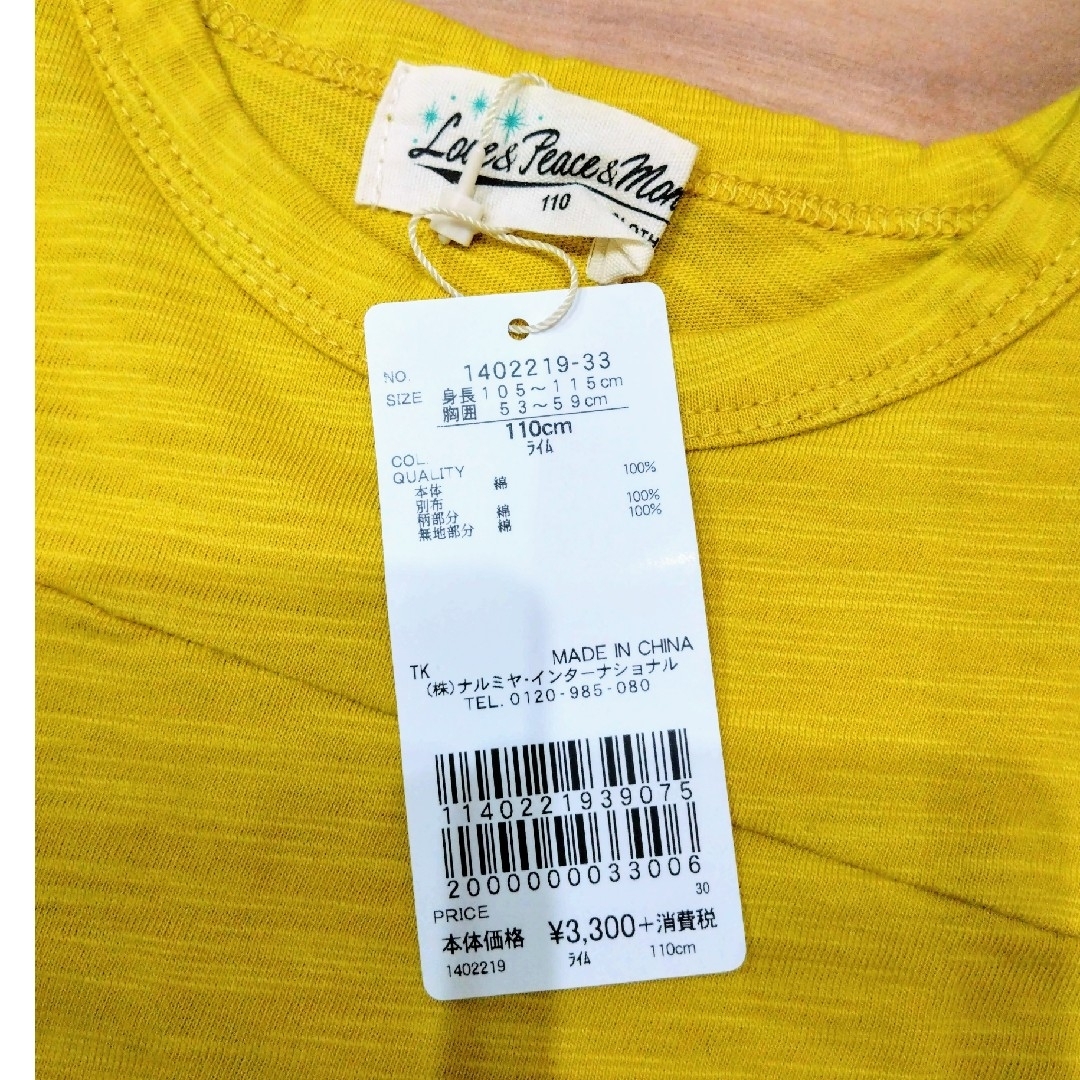 Love & Peace & Mon
110
NO. 1402219-33
SIZE 身長105～115cm
胸囲 53～59cm
110cm
ﾗｲﾑ
COL.
QUALITY
本体 綿 100%
別布
柄部分 綿 100%
無地部分 綿 100%
MADE IN CHINA
TK
(株)ナルミヤ・インターナショナル
TEL. 0120-985-080
1140221939075
2000000033006
30
PRICE
本体価格 ¥3,300+消費税
1402219 ﾗｲﾑ 110cm